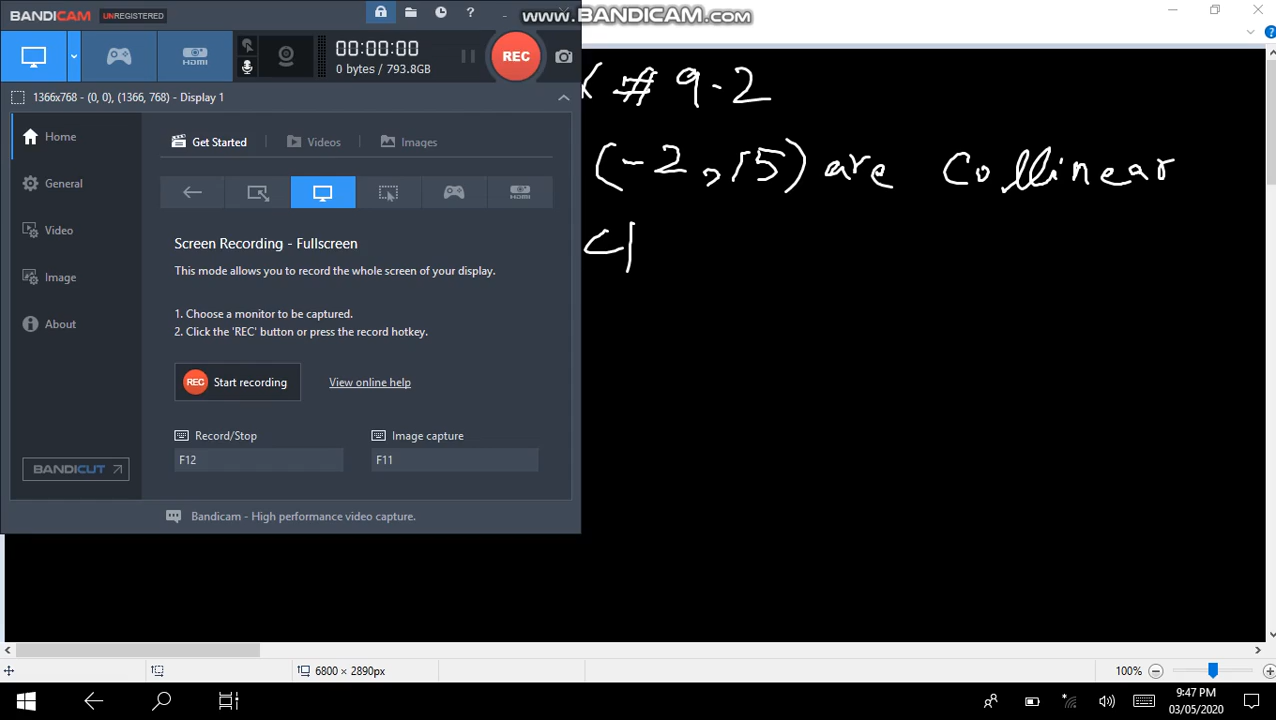 BANDICAM UNREGISTERED
www.BANDICAM.com
00:00:00
0 bytes / 793.8GB
REC
HDMI
1366x768 - (0, 0), (1366, 768) - Display 1
# 9-2
Home
Get Started Videos Images
(-2,15) are Collinear
General
HDMI
Video
Screen Recording - Fullscreen
This mode allows you to record the whole screen of your display.
Image
1. Choose a monitor to be captured.
2. Click the 'REC' button or press the record hotkey.
About
REC Start recording View online help
Record/Stop Image capture
F12 F11
BANDICUT
Bandicam - High performance video capture.
6800 × 2890px 100%
9:47 PM
03/05/2020